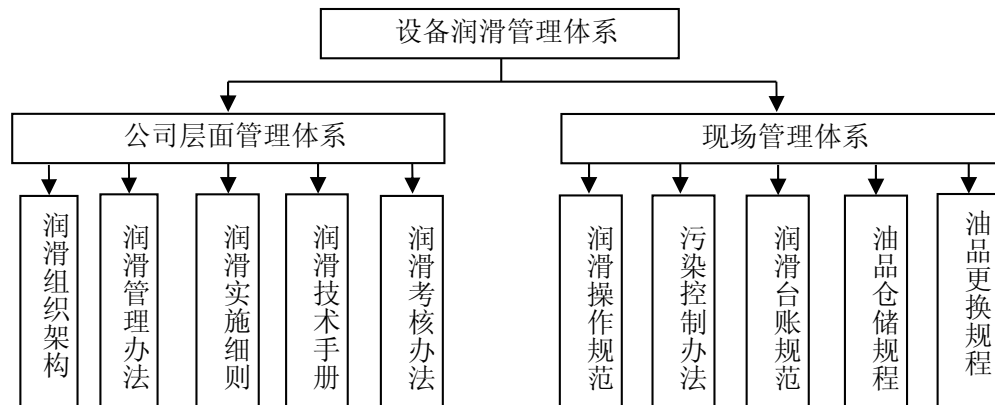 设备润滑管理体系
公司层面管理体系
现场管理体系
润滑组织架构
润滑管理办法
润滑实施细则
润滑技术手册
润滑考核办法
润滑操作规范
污染控制办法
润滑台账规范
油品仓储规程
油品更换规程